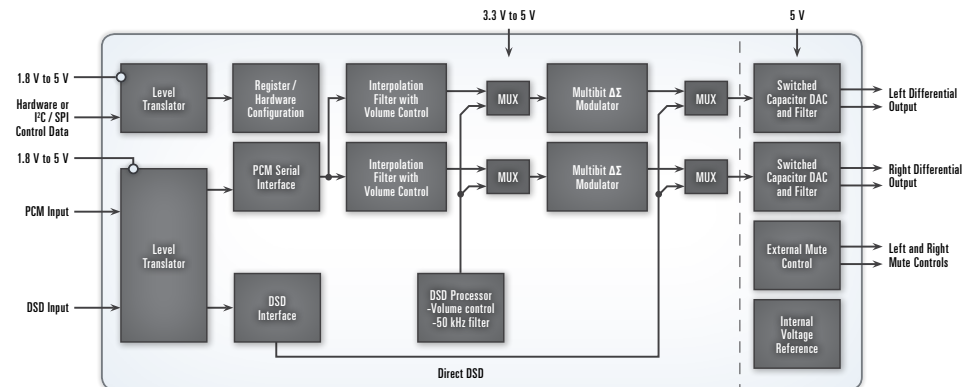 3.3 V to 5 V
5 V
1.8 V to 5 V
Hardware or
I²C / SPI
Control Data
1.8 V to 5 V
PCM Input
DSD Input
Level
Translator
Register /
Hardware
Configuration
Interpolation
Filter with
Volume Control
MUX
Multibit ΔΣ
Modulator
MUX
Switched
Capacitor DAC
and Filter
Left Differential
Output
PCM Serial
Interface
Interpolation
Filter with
Volume Control
MUX
Multibit ΔΣ
Modulator
MUX
Switched
Capacitor DAC
and Filter
Right Differential
Output
Level
Translator
External Mute
Control
Left and Right
Mute Controls
DSD
Interface
DSD Processor
-Volume control
-50 kHz filter
Internal
Voltage
Reference
Direct DSD